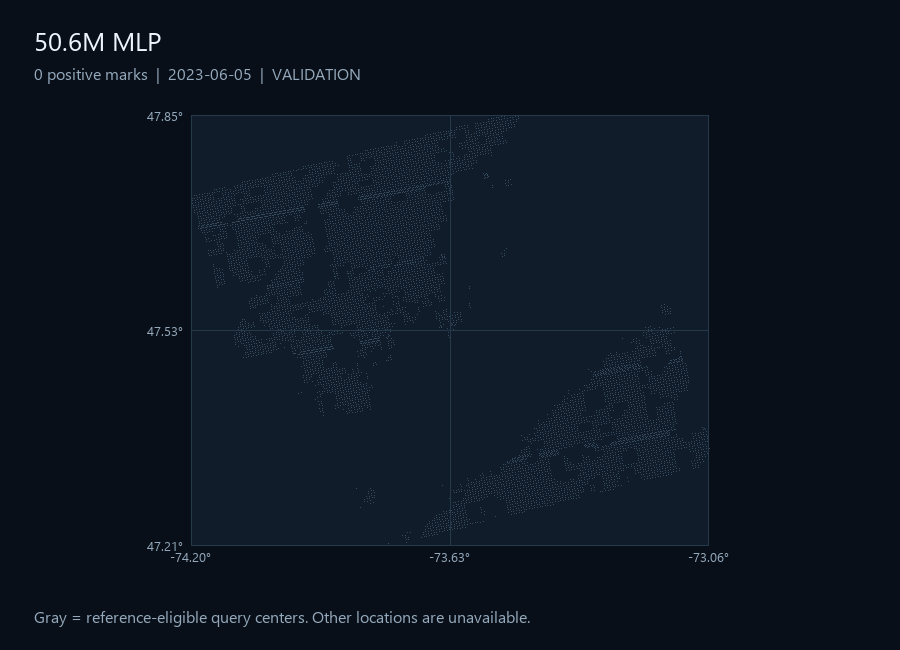 50.6M MLP
0 positive marks | 2023-06-05 | VALIDATION
47.85°
47.53°
47.21°
-74.20°
-73.63°
-73.06°
Gray = reference-eligible query centers. Other locations are unavailable.